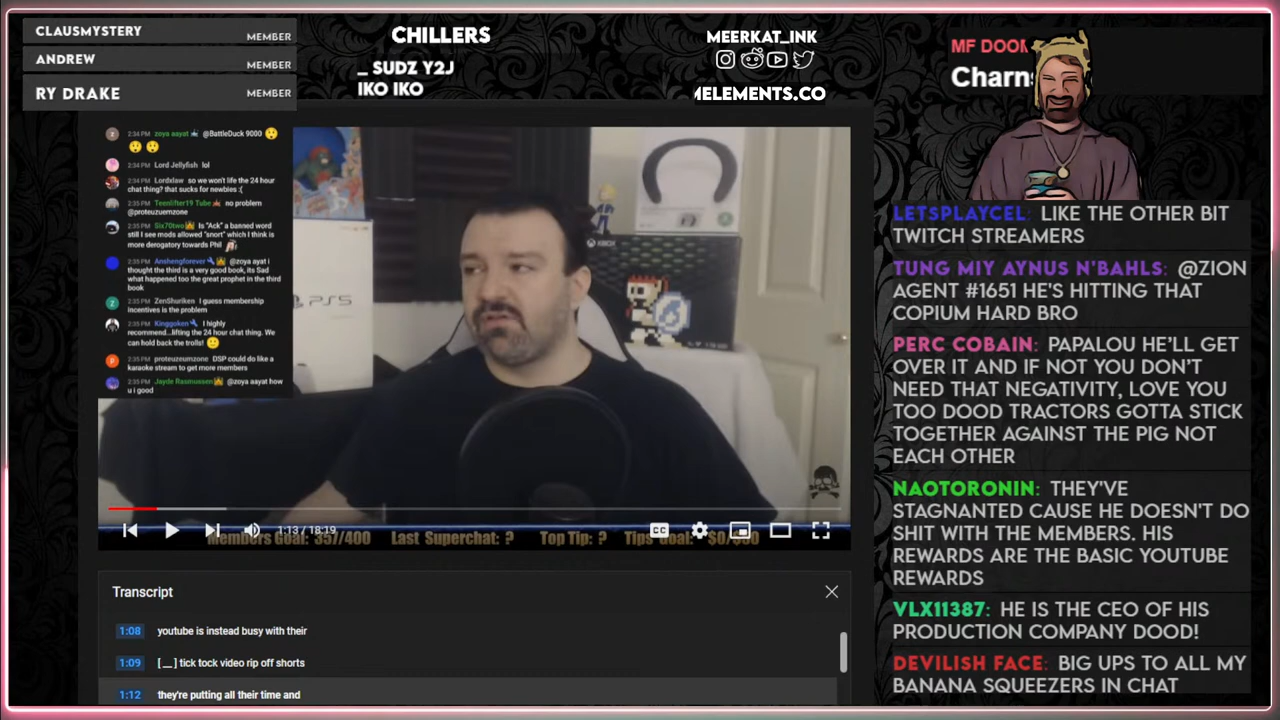 CLAUSMYSTERY
MEMBER
ANDREW
MEMBER
RY DRAKE
MEMBER
CHILLERS
_ SUDZ Y2J
IKO IKO
MEERKAT_INK
MELEMENTS.CO
MF DOOM
Charns
2:34 PM zoya aayat @BattleDuck 9000
2:34 PM Lord Jellyfish lol
2:34 PM Lordxlaw so we won't life the 24 hour
chat thing? that sucks for newbies :(
2:34 PM Teenlifter19 Tube no problem
@proteuzuemzone
2:35 PM Six70two Is "Ack" a banned word
still I see mods allowed "snort" which I think is
more derogatory towards Phil
2:35 PM Anshengforever @zoya ayat i
thought the third is a very good book, its Sad
what happened too the great prophet in the third
book
2:35 PM ZenShuriken I guess membership
incentives is the problem
2:35 PM Kinggoken I highly
recommend...lifting the 24 hour chat thing. We
can hold back the trolls!
2:35 PM proteuzeumzone DSP could do like a
karaoke stream to get more members
2:35 PM Jayde Rasmussen @zoya aayat how
u i good
PS5
XBOX
1:13 / 18:19
CC
Members Goal: 357/400 Last Superchat: ? Top Tip: ? Tips Goal: $0/
Transcript
1:08 youtube is instead busy with their
1:09 [ __ ] tick tock video rip off shorts
1:12 they're putting all their time and
LETSPLAYCEL: LIKE THE OTHER BIT
TWITCH STREAMERS
TUNG MIY AYNUS N'BAHLS: @ZION
AGENT #1651 HE'S HITTING THAT
COPIUM HARD BRO
PERC COBAIN: PAPALOU HE'LL GET
OVER IT AND IF NOT YOU DON'T
NEED THAT NEGATIVITY, LOVE YOU
TOO DOOD TRACTORS GOTTA STICK
TOGETHER AGAINST THE PIG NOT
EACH OTHER
NAOTORONIN: THEY'VE
STAGNANTED CAUSE HE DOESN'T DO
SHIT WITH THE MEMBERS. HIS
REWARDS ARE THE BASIC YOUTUBE
REWARDS
VLX11387: HE IS THE CEO OF HIS
PRODUCTION COMPANY DOOD!
DEVILISH FACE: BIG UPS TO ALL MY
BANANA SQUEEZERS IN CHAT